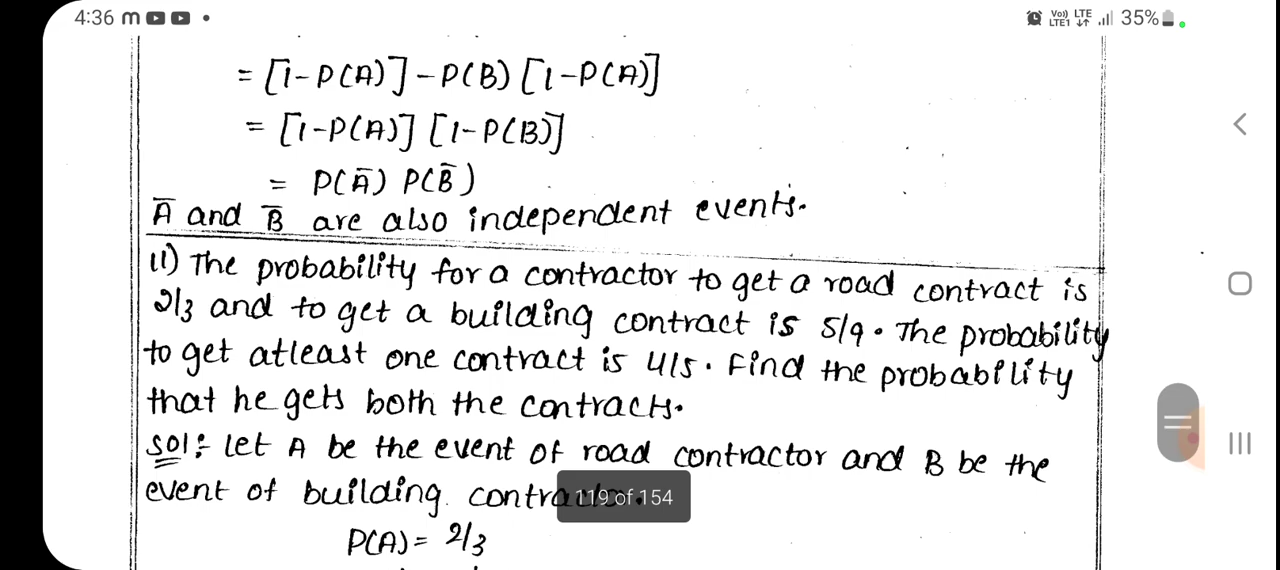 4:36 m
Vo)) LTE
LTE1 35%
= [1-P(A)] - P(B) [1-P(A)]
= [1-P(A)] [1-P(B)]
= P(Ā) P(B̄)
Ā and B̄ are also independent events.
11) The probability for a contractor to get a road contract is
2/3 and to get a building contract is 5/9. The probability
to get atleast one contract is 4/5. Find the probability
that he gets both the contracts.
Sol:- Let A be the event of road contractor and B be the
event of building
119 of 154
P(A) = 2/3